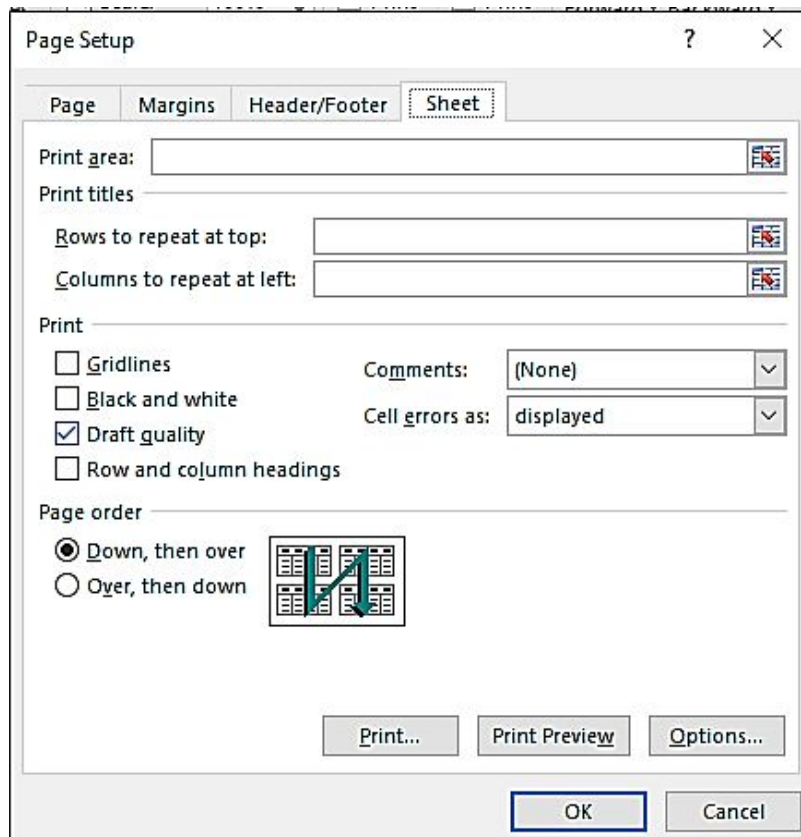 Page Setup ? X
Page Margins Header/Footer Sheet
Print area:
Print titles
Rows to repeat at top:
Columns to repeat at left:
Print
Gridlines
Comments: (None)
Black and white
Cell errors as: displayed
Draft quality
Row and column headings
Page order
Down, then over
Over, then down
Print... Print Preview Options...
OK Cancel